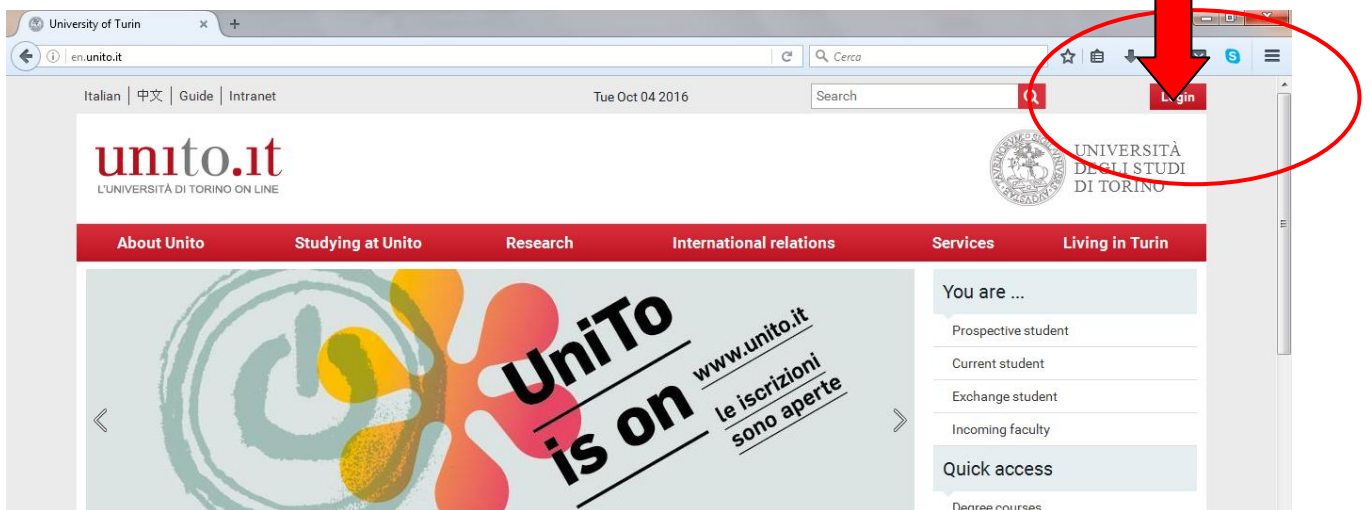 University of Turin
en.unito.it
Cerca
Italian | 中文 | Guide | Intranet
Tue Oct 04 2016
Search
Login
unito.it
L'UNIVERSITÀ DI TORINO ON LINE
UNIVERSITÀ
DEGLI STUDI
DI TORINO
About Unito
Studying at Unito
Research
International relations
Services
Living in Turin
UniTo
is on
www.unito.it
le iscrizioni
sono aperte
You are ...
Prospective student
Current student
Exchange student
Incoming faculty
Quick access
Degree courses